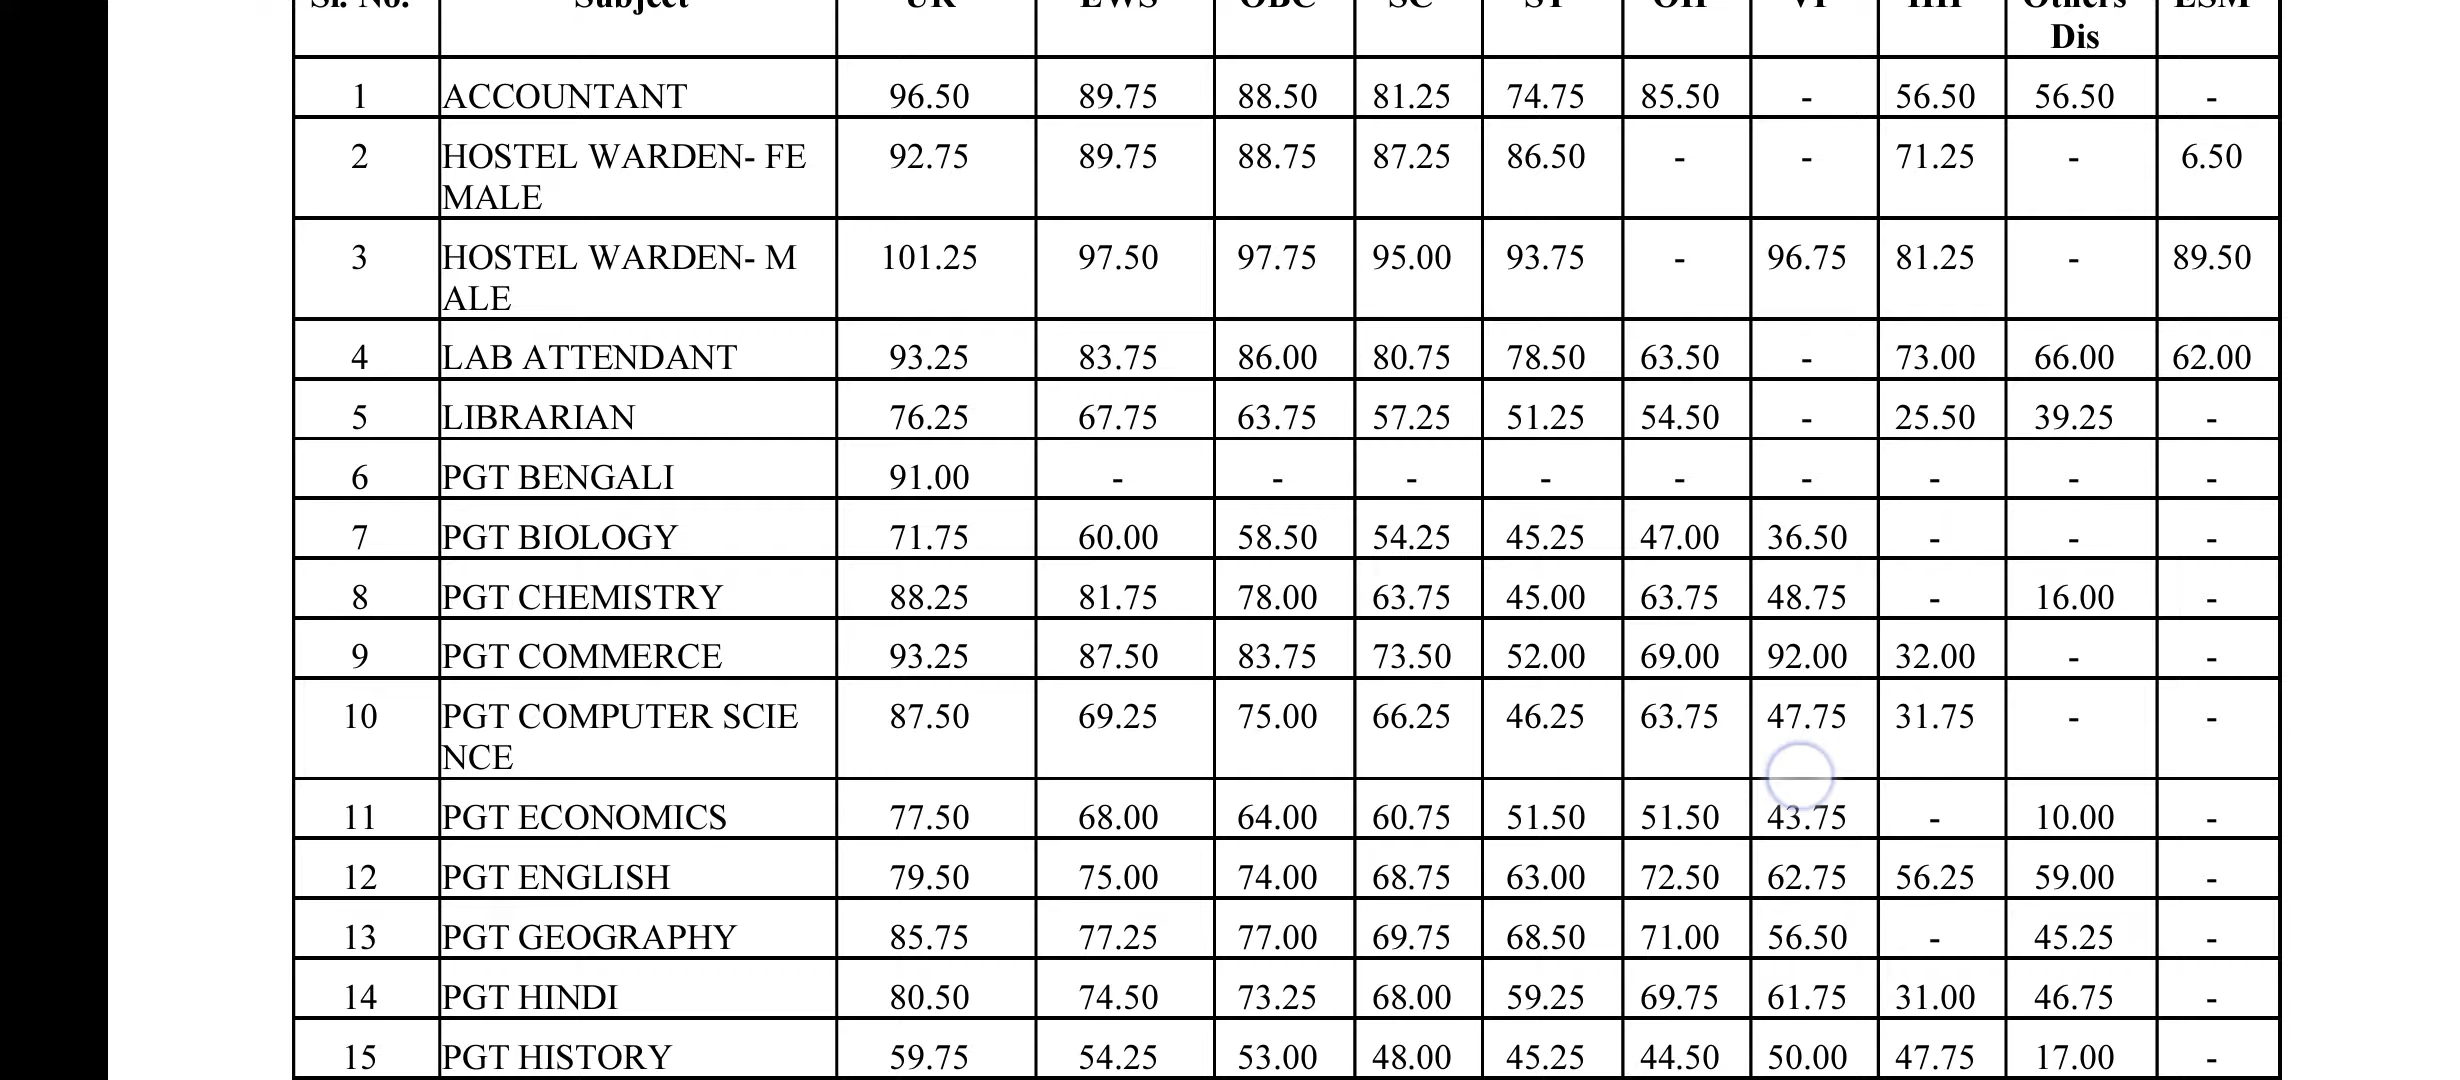 Sl. No. Subject UR EWS OBC SC ST OH VI HH Others ESM
Dis
1 ACCOUNTANT 96.50 89.75 88.50 81.25 74.75 85.50 - 56.50 56.50 -
2 HOSTEL WARDEN- FE 92.75 89.75 88.75 87.25 86.50 - - 71.25 - 6.50
MALE
3 HOSTEL WARDEN- M 101.25 97.50 97.75 95.00 93.75 - 96.75 81.25 - 89.50
ALE
4 LAB ATTENDANT 93.25 83.75 86.00 80.75 78.50 63.50 - 73.00 66.00 62.00
5 LIBRARIAN 76.25 67.75 63.75 57.25 51.25 54.50 - 25.50 39.25 -
6 PGT BENGALI 91.00 - - - - - - - - -
7 PGT BIOLOGY 71.75 60.00 58.50 54.25 45.25 47.00 36.50 - - -
8 PGT CHEMISTRY 88.25 81.75 78.00 63.75 45.00 63.75 48.75 - 16.00 -
9 PGT COMMERCE 93.25 87.50 83.75 73.50 52.00 69.00 92.00 32.00 - -
10 PGT COMPUTER SCIE 87.50 69.25 75.00 66.25 46.25 63.75 47.75 31.75 - -
NCE
11 PGT ECONOMICS 77.50 68.00 64.00 60.75 51.50 51.50 43.75 - 10.00 -
12 PGT ENGLISH 79.50 75.00 74.00 68.75 63.00 72.50 62.75 56.25 59.00 -
13 PGT GEOGRAPHY 85.75 77.25 77.00 69.75 68.50 71.00 56.50 - 45.25 -
14 PGT HINDI 80.50 74.50 73.25 68.00 59.25 69.75 61.75 31.00 46.75 -
15 PGT HISTORY 59.75 54.25 53.00 48.00 45.25 44.50 50.00 47.75 17.00 -